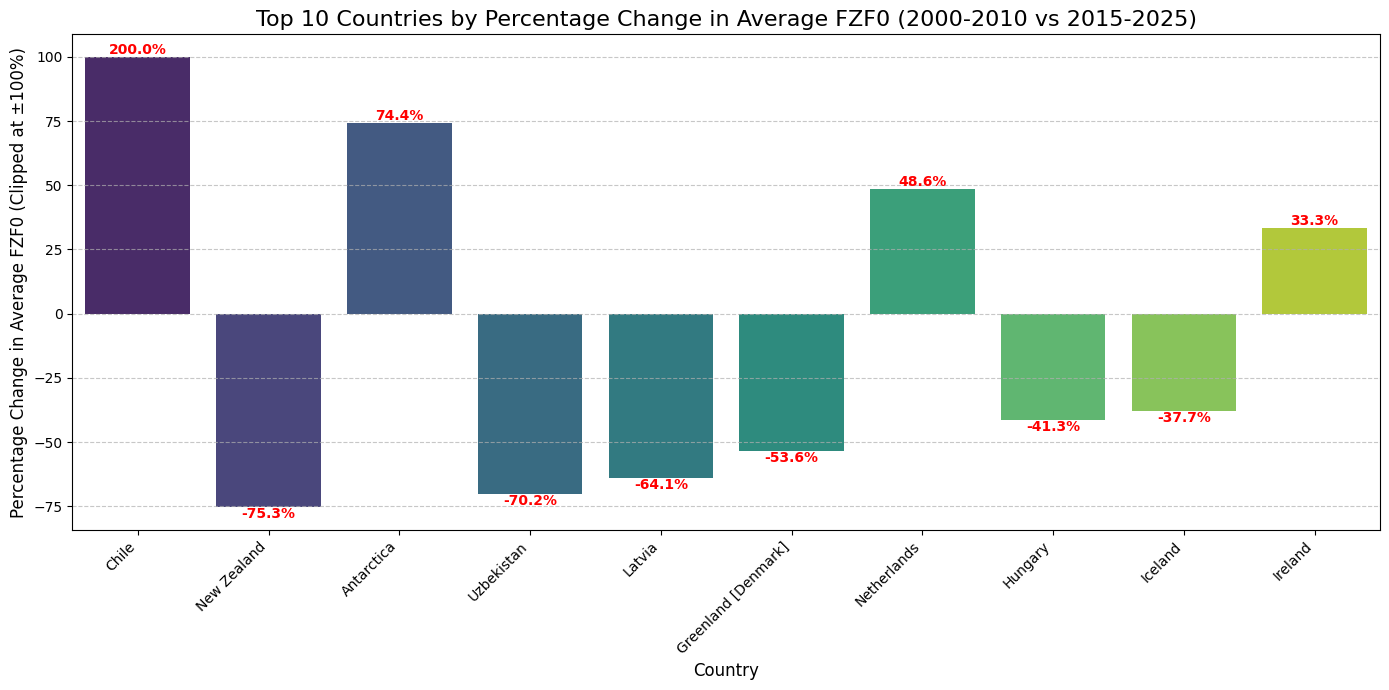 Top 10 Countries by Percentage Change in Average FZF0 (2000-2010 vs 2015-2025)
Percentage Change in Average FZF0 (Clipped at ±100%)
100
75
50
25
0
−25
−50
−75
200.0%
-75.3%
74.4%
-70.2%
-64.1%
-53.6%
48.6%
-41.3%
-37.7%
33.3%
Chile
New Zealand
Antarctica
Uzbekistan
Latvia
Greenland [Denmark]
Netherlands
Hungary
Iceland
Ireland
Country